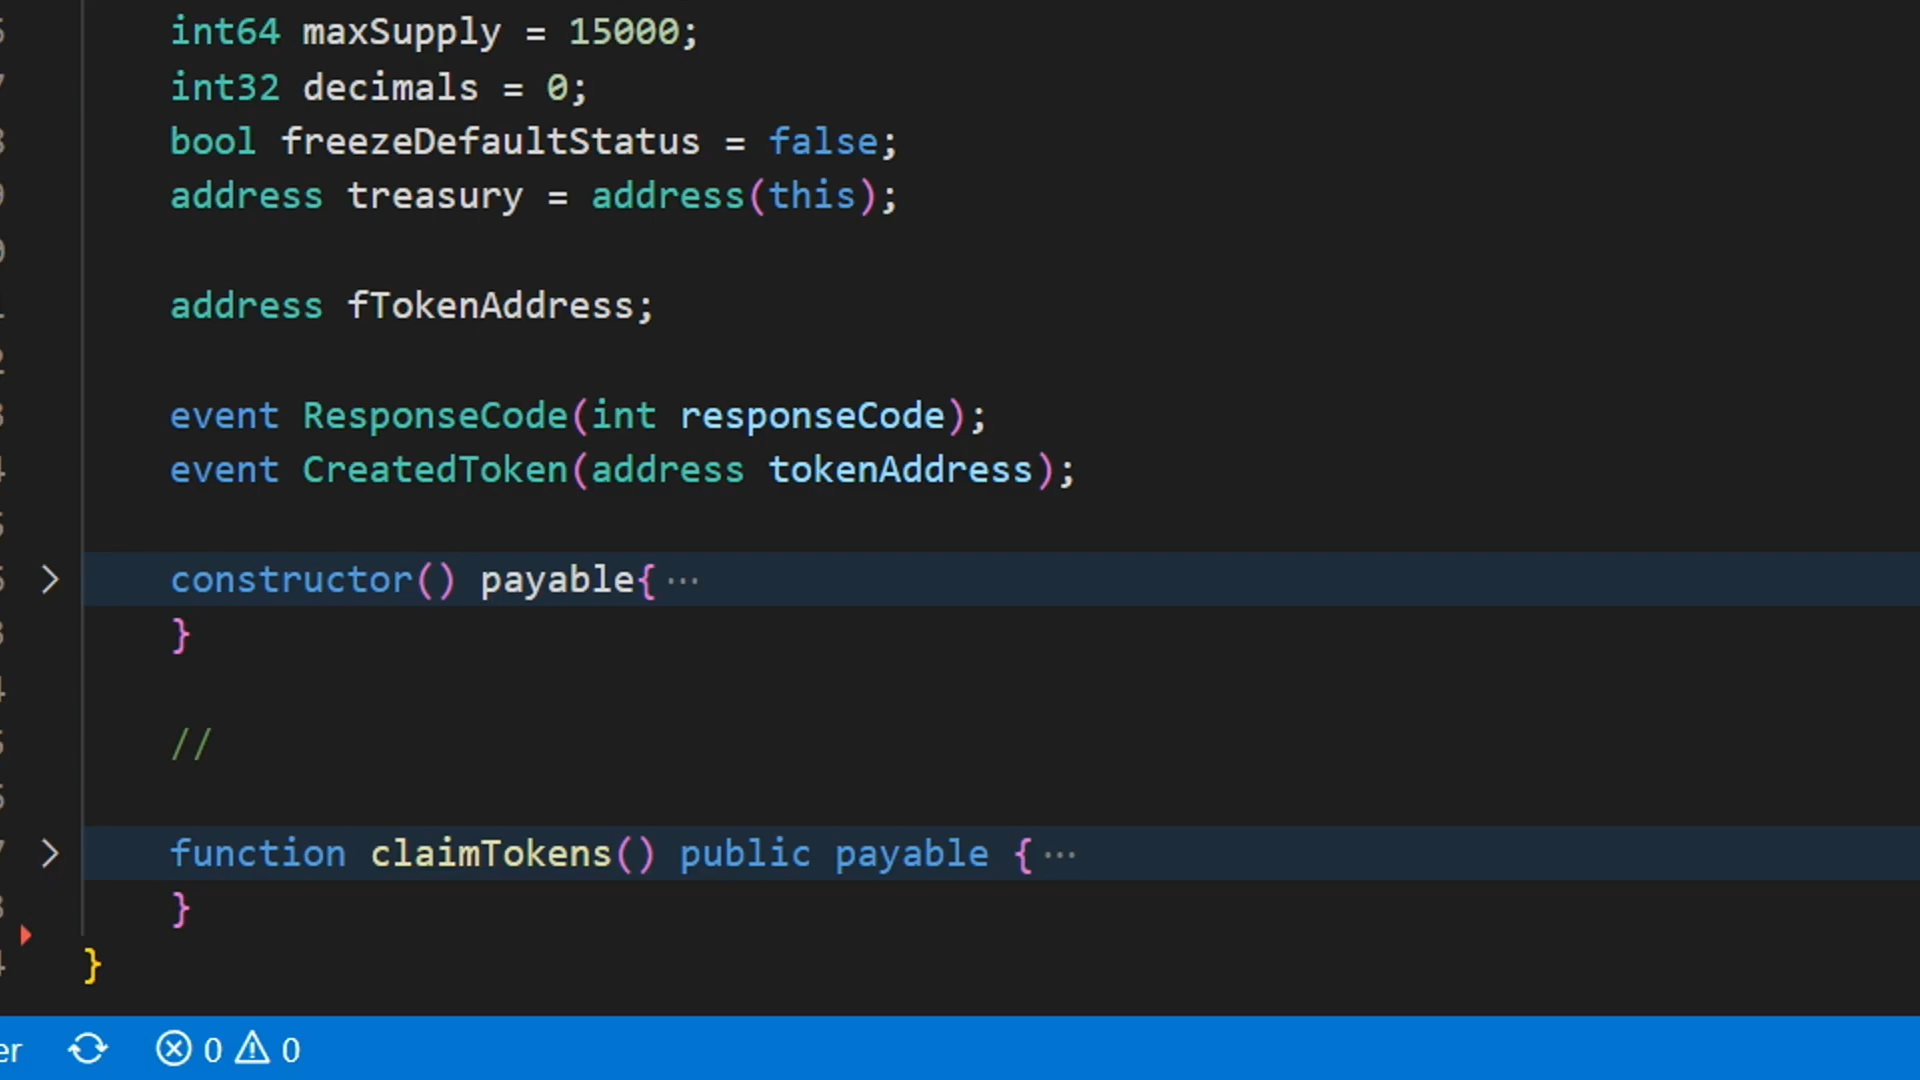 int64 maxSupply = 15000;
int32 decimals = 0;
bool freezeDefaultStatus = false;
address treasury = address(this);
address fTokenAddress;
event ResponseCode(int responseCode);
event CreatedToken(address tokenAddress);
constructor() payable{ ···
}
//
function claimTokens() public payable { ···
}
}
er 0 0